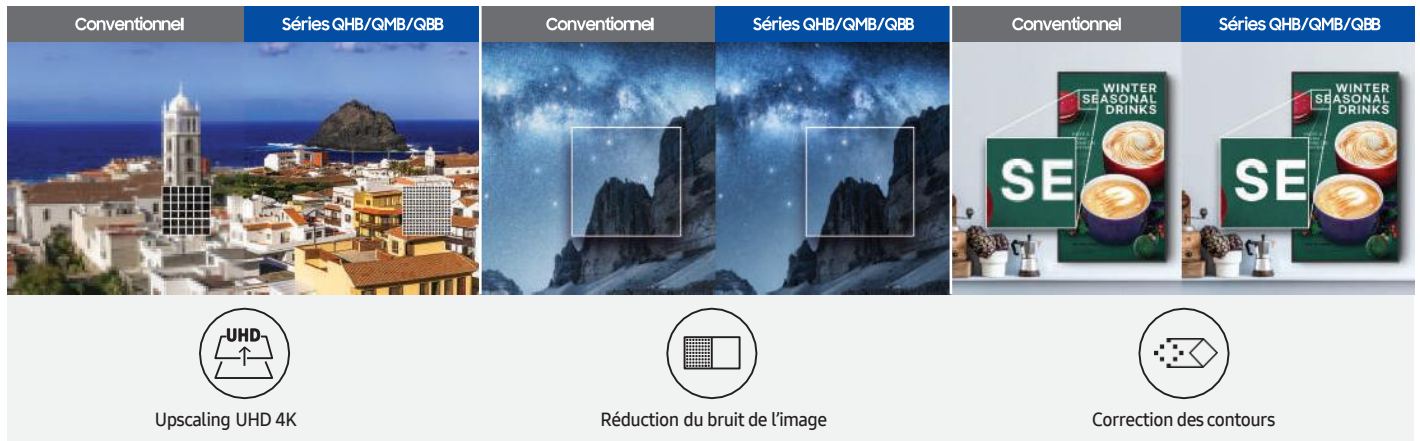 Conventionnel
Séries QHB/QMB/QBB
Conventionnel
Séries QHB/QMB/QBB
Conventionnel
Séries QHB/QMB/QBB
WINTER
SEASONAL
DRINKS
SE
WINTER
SEASONAL
DRINKS
SE
UHD
Upscaling UHD 4K
Réduction du bruit de l'image
Correction des contours